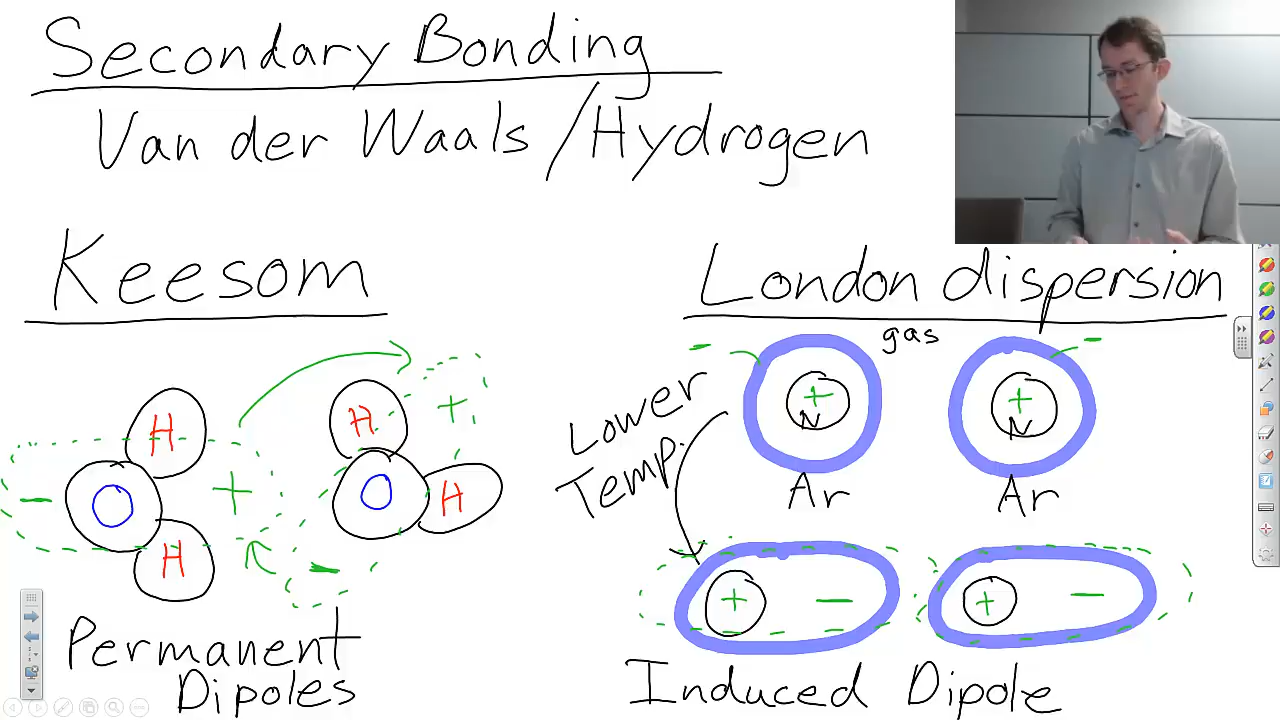 Secondary Bonding
Van der Waals/Hydrogen
Keesom
London dispersion
gas
- -
H H + + + N N
Lower
Temp.
- O + O H
Ar Ar
H -
+ - + -
Permanent
Dipoles
Induced Dipole